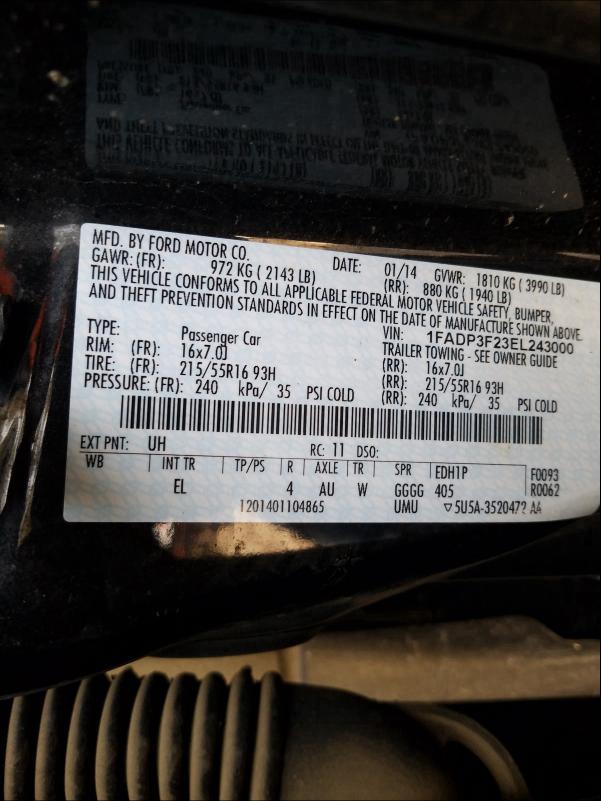 MFD. BY FORD MOTOR CO.
DATE: 01/14 GVWR: 1810 KG ( 3990 LB)
GAWR: (FR): 972 KG ( 2143 LB) (RR): 880 KG ( 1940 LB)
THIS VEHICLE CONFORMS TO ALL APPLICABLE FEDERAL MOTOR VEHICLE SAFETY, BUMPER,
AND THEFT PREVENTION STANDARDS IN EFFECT ON THE DATE OF MANUFACTURE SHOWN ABOVE.
VIN: 1FADP3F23EL243000
TYPE: Passenger Car TRAILER TOWING - SEE OWNER GUIDE
RIM: (FR): 16x7.0J (RR): 16x7.0J
TIRE: (FR): 215/55R16 93H (RR): 215/55R16 93H
PRESSURE: (FR): 240 kPa/ 35 PSI COLD (RR): 240 kPa/ 35 PSI COLD
EXT PNT: UH RC: 11 DSO:
WB INT TR TP/PS R AXLE TR SPR EDH1P F0093
EL 4 AU W GGGG 405 R0062
1201401104865 UMU ▽5U5A-3520472 AA